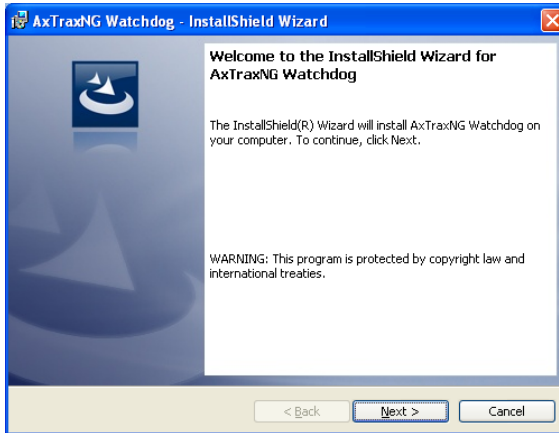 AxTraxNG Watchdog - InstallShield Wizard
Welcome to the InstallShield Wizard for
AxTraxNG Watchdog
The InstallShield(R) Wizard will install AxTraxNG Watchdog on
your computer. To continue, click Next.
WARNING: This program is protected by copyright law and
international treaties.
< Back Next > Cancel